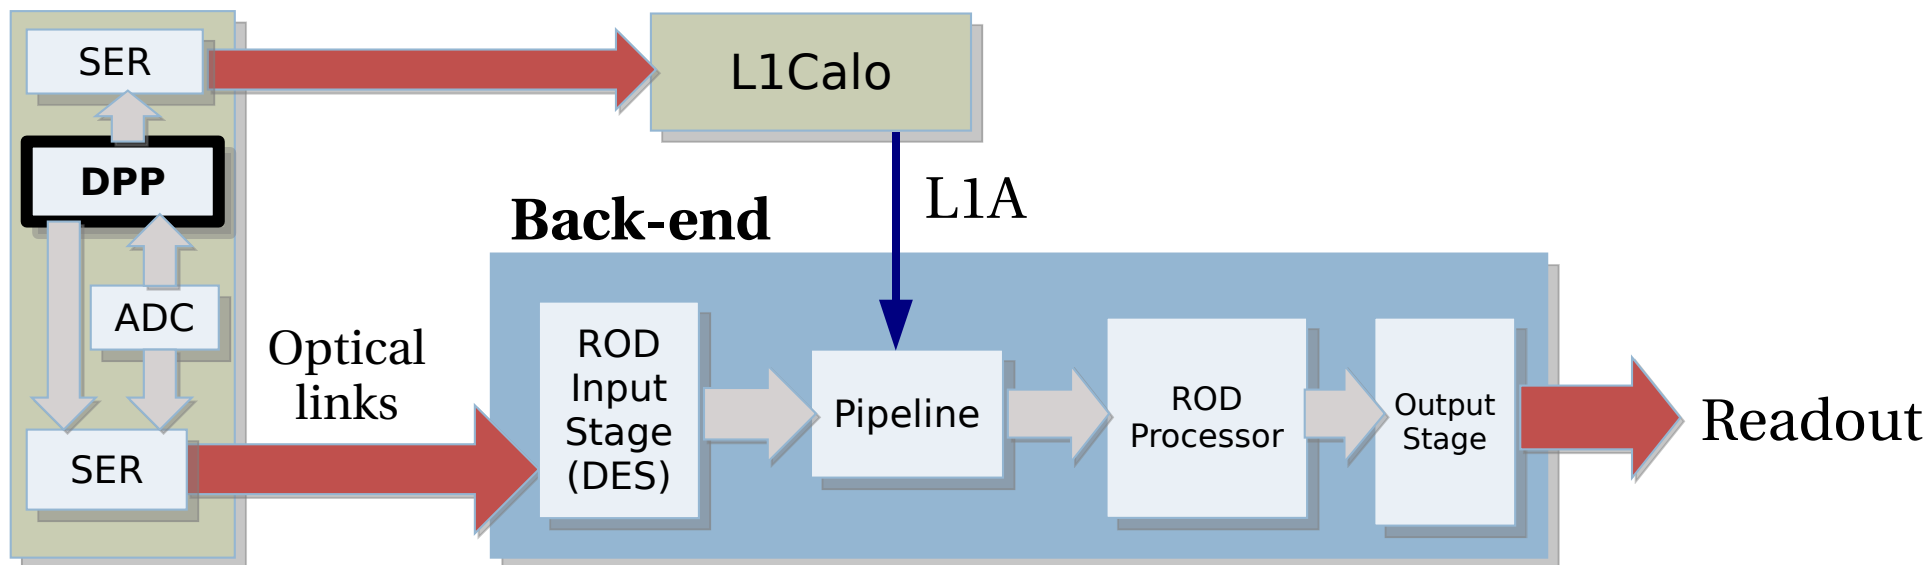 SER
L1Calo
DPP
L1A
Back-end
ADC
Optical
links
ROD
Input
Stage
(DES)
Pipeline
ROD
Processor
Output
Stage
Readout
SER